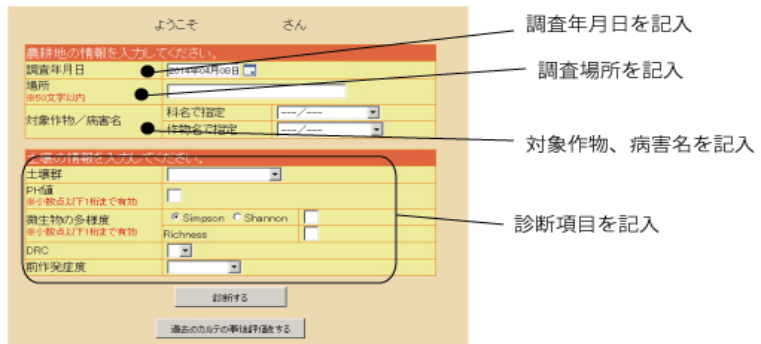 ようこそ さん
調査年月日を記入
農耕地の情報を入力してください。
調査年月日 2014年04月08日
調査場所を記入
場所
※50文字以内
対象作物／病害名 科名で指定 ---/---
作物名で指定 ---/---
対象作物、病害名を記入
土壌の情報を入力してください。
土壌群
PH値
※小数点以下1桁まで有効
診断項目を記入
微生物の多様度 Simpson Shannon
※小数点以下1桁まで有効 Richness
DRC
前作発症度
診断する
過去のカルテの事後評価をする